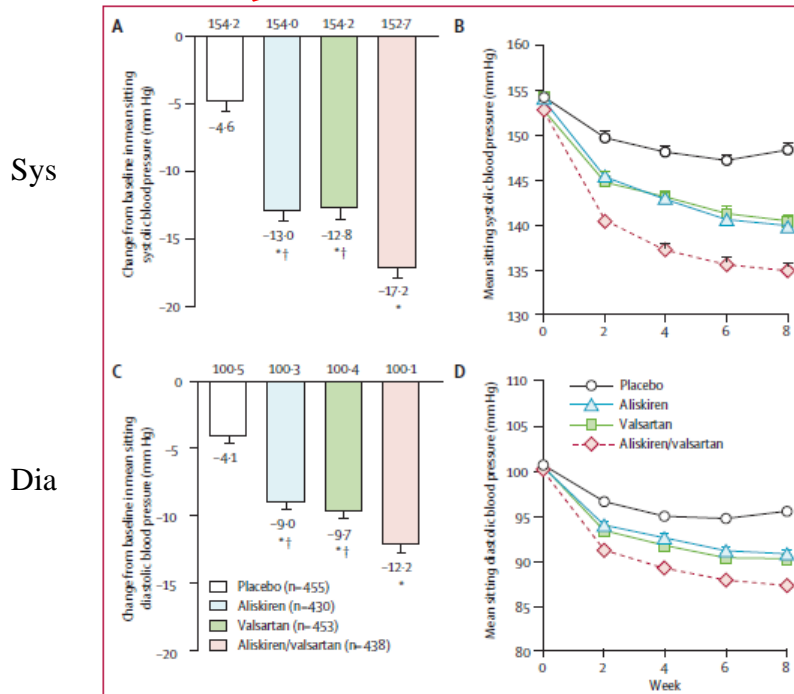 Sys
A
154·2 154·0 154·2 152·7
0
−5
−10
−15
−20
Change from baseline in mean sitting
systolic blood pressure (mm Hg)
−4·6
−13·0
*†
−12·8
*†
−17·2
*
B
160
155
150
145
140
135
130
Mean sitting systolic blood pressure (mm Hg)
0 2 4 6 8
Dia
C
100·5 100·3 100·4 100·1
0
−5
−10
−15
−20
Change from baseline in mean sitting
diastolic blood pressure (mm Hg)
−4·1
−9·0
*†
−9·7
*†
−12·2
*
Placebo (n=455)
Aliskiren (n=430)
Valsartan (n=453)
Aliskiren/valsartan (n=438)
D
110
105
100
95
90
85
80
Mean sitting diastolic blood pressure (mm Hg)
Placebo
Aliskiren
Valsartan
Aliskiren/valsartan
0 2 4 6 8
Week